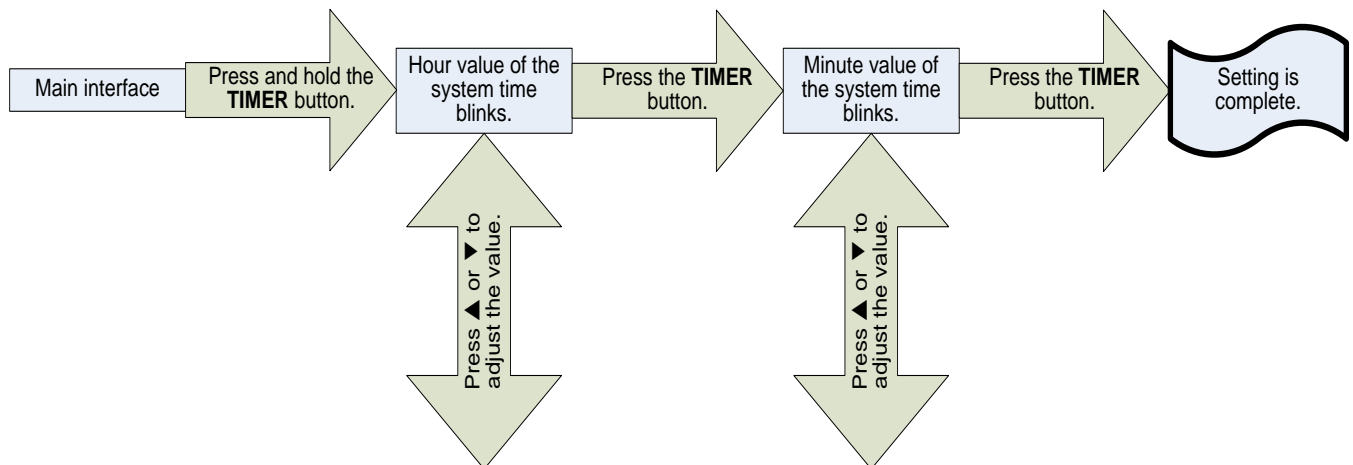 Main interface
Press and hold the
TIMER button.
Hour value of the
system time
blinks.
Press the TIMER
button.
Minute value of
the system time
blinks.
Press the TIMER
button.
Setting is
complete.
Press ▲ or ▼ to
adjust the value.
Press ▲ or ▼ to
adjust the value.